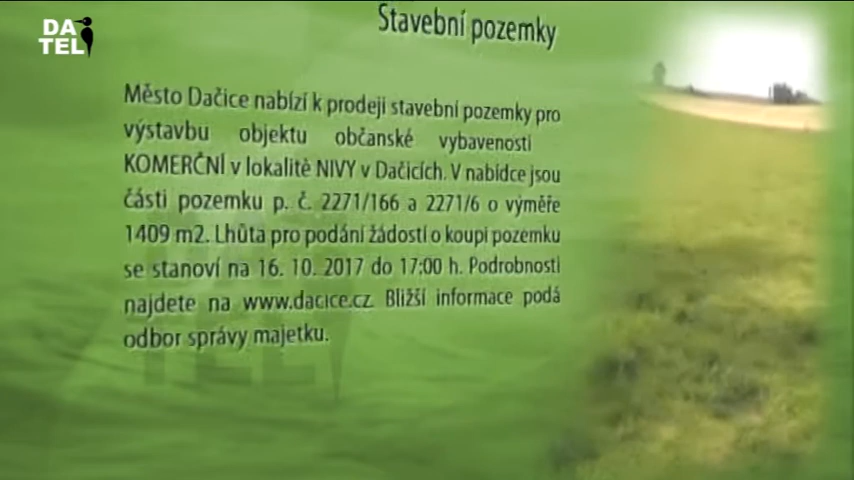 DA
TEL
Stavební pozemky
Město Dačice nabízí k prodeji stavební pozemky pro
výstavbu objektu občanské vybavenosti
KOMERČNÍ v lokalitě NIVY v Dačicích. V nabídce jsou
části pozemku p. č. 2271/166 a 2271/6 o výměře
1409 m2. Lhůta pro podání žádostí o koupi pozemku
se stanoví na 16. 10. 2017 do 17:00 h. Podrobnosti
najdete na www.dacice.cz. Bližší informace podá
odbor správy majetku.